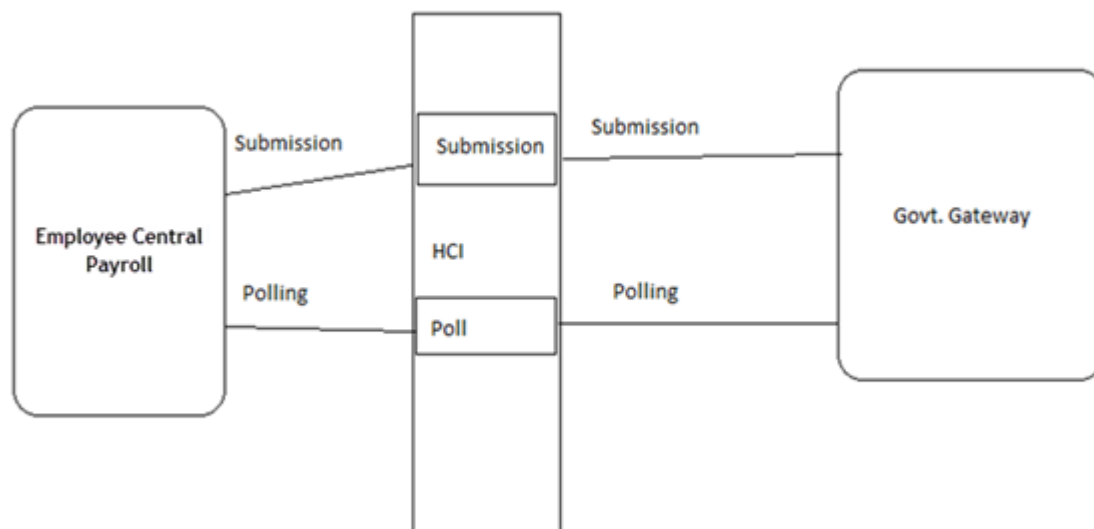 Submission
Submission
Submission
Employee Central
Payroll
HCI
Govt. Gateway
Polling
Polling
Poll